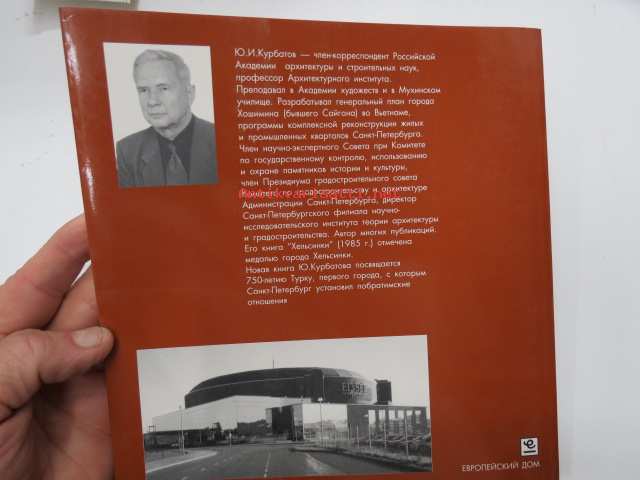 Ю.И.Курбатов — член-корреспондент Российской
Академии архитектуры и строительных наук,
профессор Архитектурного института.
Преподавал в Академии художеств и в Мухинском
училище. Разрабатывал генеральный план города
Хошимина (бывшего Сайгона) во Вьетнаме,
программы комплексной реконструкции жилых
и промышленных кварталов Санкт-Петербурга.
Член научно-экспертного Совета при Комитете
по государственному контролю, использованию
и охране памятников истории и культуры,
член Президиума градостроительного совета
Комитета по градостроительству и архитектуре
Администрации Санкт-Петербурга, директор
Санкт-Петербургского филиала научно-
исследовательского института теории архитектуры
и градостроительства. Автор многих публикаций.
Его книга "Хельсинки" (1985 г.) отмечена
медалью города Хельсинки.
Новая книга Ю.Курбатова посвящается
750-летию Турку, первого города, с которым
Санкт-Петербург установил побратимские
отношения
ЕВРОПЕЙСКИЙ ДОМ